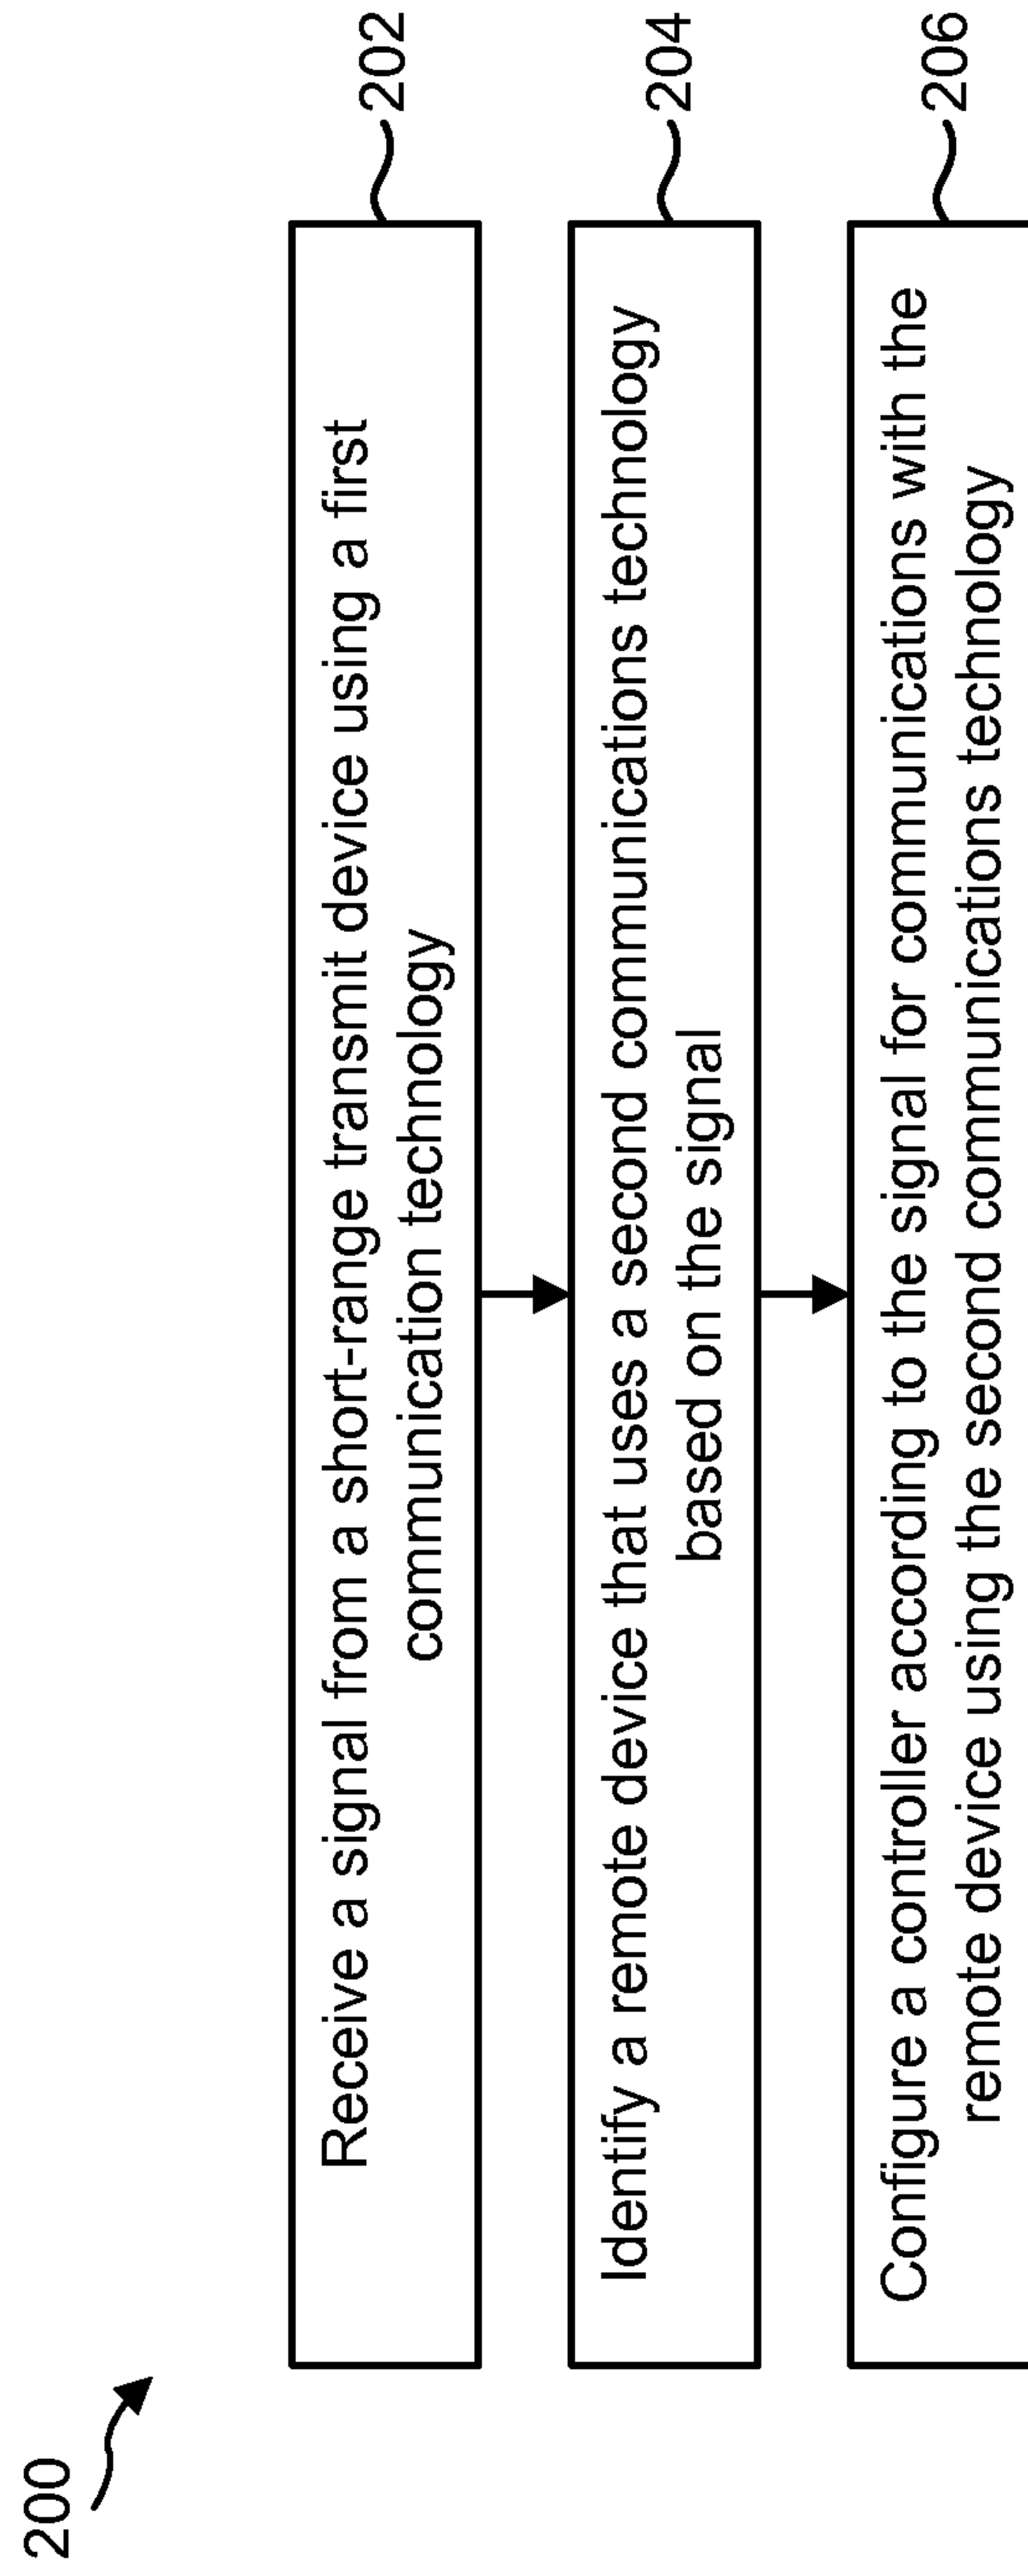 200
Receive a signal from a short-range transmit device using a first
communication technology
202
Identify a remote device that uses a second communications technology
based on the signal
204
Configure a controller according to the signal for communications with the
remote device using the second communications technology
206